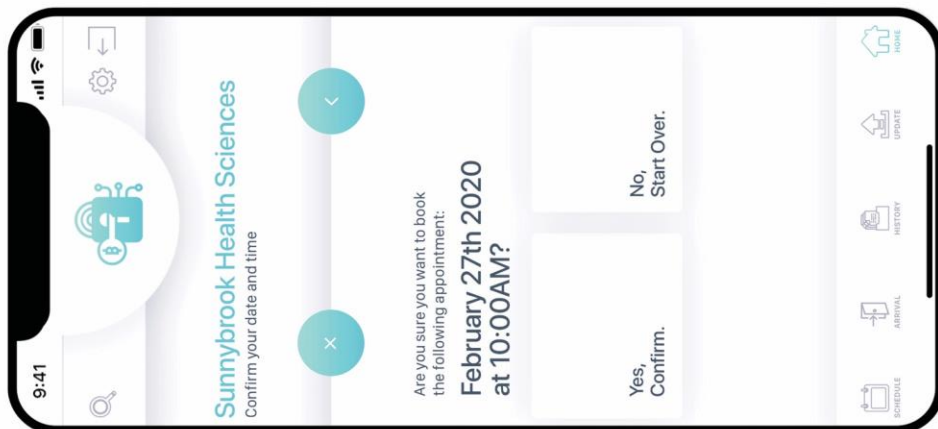 9:41
Sunnybrook Health Sciences
Confirm your date and time
Are you sure you want to book
the following appointment:
February 27th 2020
at 10:00AM?
Yes,
Confirm.
No,
Start Over.
SCHEDULE
ARRIVAL
HISTORY
UPDATE
HOME